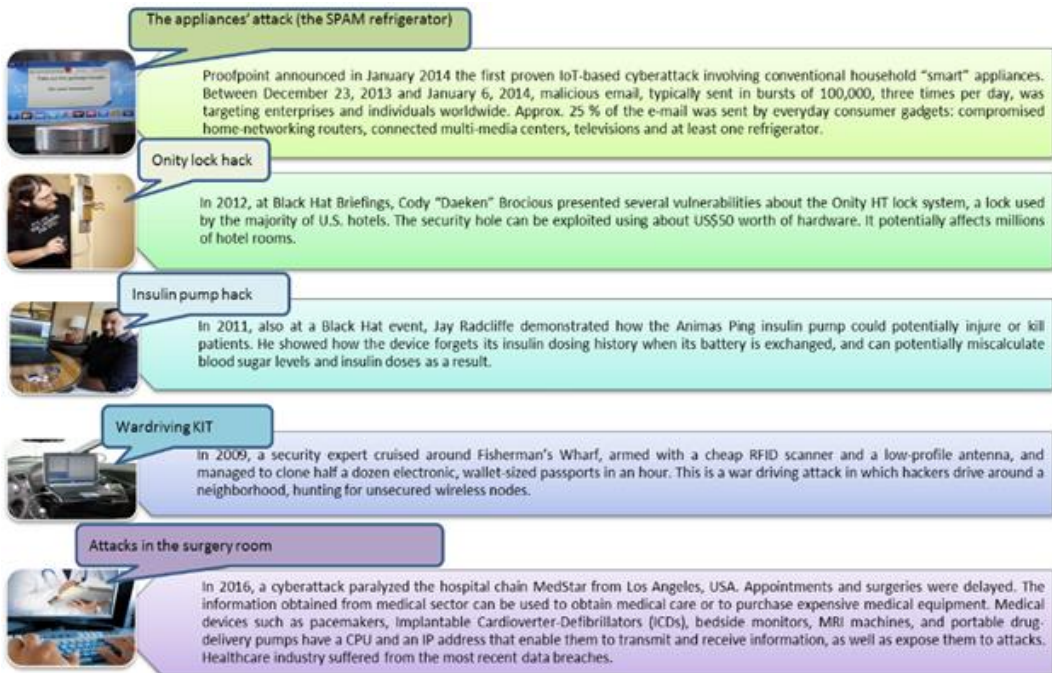 The appliances' attack (the SPAM refrigerator)
Proofpoint announced in January 2014 the first proven IoT-based cyberattack involving conventional household "smart" appliances.
Between December 23, 2013 and January 6, 2014, malicious email, typically sent in bursts of 100,000, three times per day, was
targeting enterprises and individuals worldwide. Approx. 25 % of the e-mail was sent by everyday consumer gadgets: compromised
home-networking routers, connected multi-media centers, televisions and at least one refrigerator.
Onity lock hack
In 2012, at Black Hat Briefings, Cody "Daeken" Brocious presented several vulnerabilities about the Onity HT lock system, a lock used
by the majority of U.S. hotels. The security hole can be exploited using about US$50 worth of hardware. It potentially affects millions
of hotel rooms.
Insulin pump hack
In 2011, also at a Black Hat event, Jay Radcliffe demonstrated how the Animas Ping insulin pump could potentially injure or kill
patients. He showed how the device forgets its insulin dosing history when its battery is exchanged, and can potentially miscalculate
blood sugar levels and insulin doses as a result.
Wardriving KIT
In 2009, a security expert cruised around Fisherman's Wharf, armed with a cheap RFID scanner and a low-profile antenna, and
managed to clone half a dozen electronic, wallet-sized passports in an hour. This is a war driving attack in which hackers drive around a
neighborhood, hunting for unsecured wireless nodes.
Attacks in the surgery room
In 2016, a cyberattack paralyzed the hospital chain MedStar from Los Angeles, USA. Appointments and surgeries were delayed. The
information obtained from medical sector can be used to obtain medical care or to purchase expensive medical equipment. Medical
devices such as pacemakers, Implantable Cardioverter-Defibrillators (ICDs), bedside monitors, MRI machines, and portable drug-
delivery pumps have a CPU and an IP address that enable them to transmit and receive information, as well as expose them to attacks.
Healthcare industry suffered from the most recent data breaches.